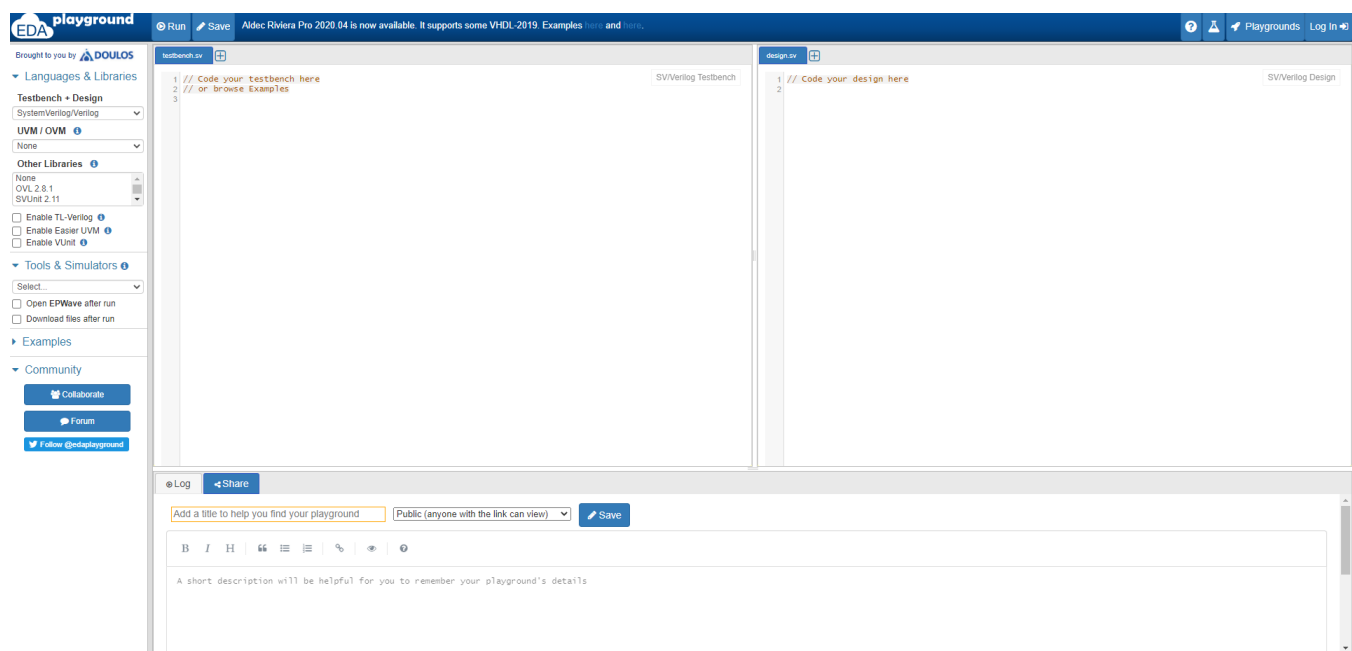 EDA playground
Run Save Aldec Riviera Pro 2020.04 is now available. It supports some VHDL-2019. Examples here and here.
Playgrounds Log In
Brought to you by DOULOS
Languages & Libraries
Testbench + Design
SystemVerilog/Verilog
UVM / OVM
None
Other Libraries
None
OVL 2.8.1
SVUnit 2.11
Enable TL-Verilog
Enable Easier UVM
Enable VUnit
Tools & Simulators
Select...
Open EPWave after run
Download files after run
Examples
Community
Collaborate
Forum
Follow @edaplayground
testbench.sv
SV/Verilog Testbench
1 // Code your testbench here
2 // or browse Examples
3
design.sv
SV/Verilog Design
1 // Code your design here
2
Log Share
Add a title to help you find your playground Public (anyone with the link can view) Save
B I H
A short description will be helpful for you to remember your playground's details